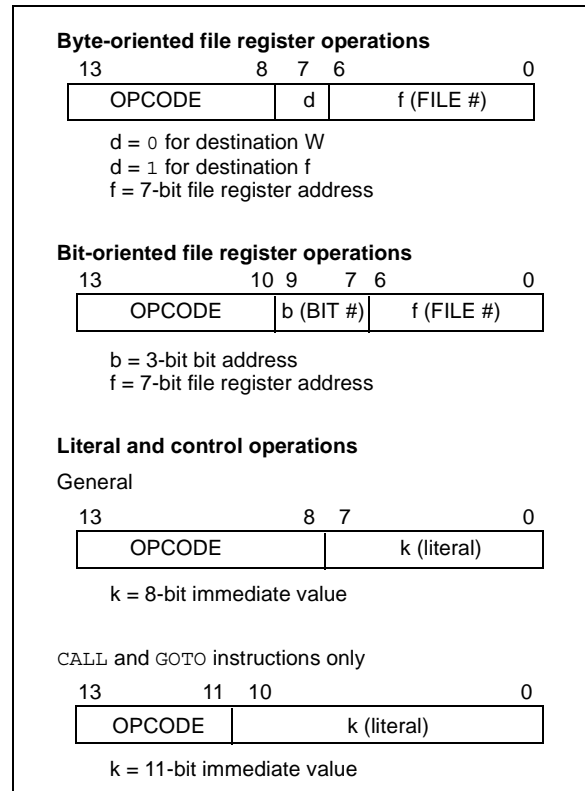 Byte-oriented file register operations
13 8 7 6 0
OPCODE d f (FILE #)
d = 0 for destination W
d = 1 for destination f
f = 7-bit file register address
Bit-oriented file register operations
13 10 9 7 6 0
OPCODE b (BIT #) f (FILE #)
b = 3-bit bit address
f = 7-bit file register address
Literal and control operations
General
13 8 7 0
OPCODE k (literal)
k = 8-bit immediate value
CALL and GOTO instructions only
13 11 10 0
OPCODE k (literal)
k = 11-bit immediate value